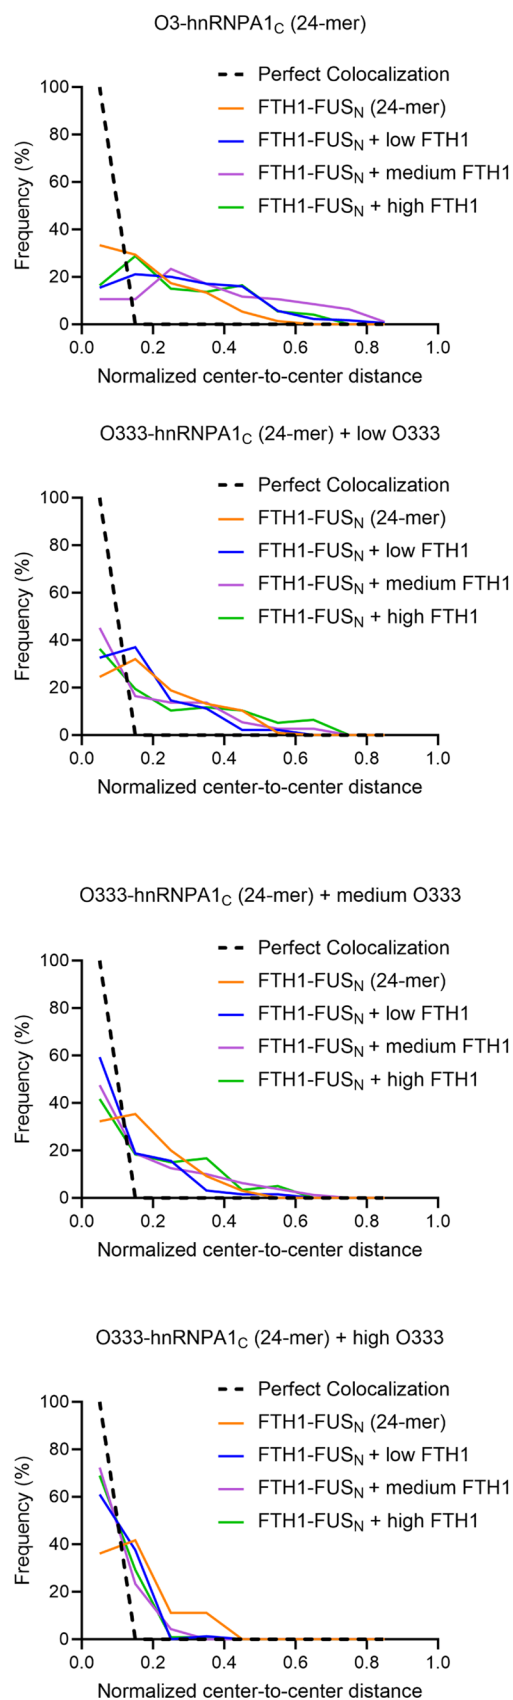 O3-hnRNPA1C (24-mer)
Perfect Colocalization
FTH1-FUSN (24-mer)
FTH1-FUSN + low FTH1
FTH1-FUSN + medium FTH1
FTH1-FUSN + high FTH1
Frequency (%)
100
80
60
40
20
0
0.0 0.2 0.4 0.6 0.8 1.0
Normalized center-to-center distance
O333-hnRNPA1C (24-mer) + low O333
Perfect Colocalization
FTH1-FUSN (24-mer)
FTH1-FUSN + low FTH1
FTH1-FUSN + medium FTH1
FTH1-FUSN + high FTH1
Frequency (%)
100
80
60
40
20
0
0.0 0.2 0.4 0.6 0.8 1.0
Normalized center-to-center distance
O333-hnRNPA1C (24-mer) + medium O333
Perfect Colocalization
FTH1-FUSN (24-mer)
FTH1-FUSN + low FTH1
FTH1-FUSN + medium FTH1
FTH1-FUSN + high FTH1
Frequency (%)
100
80
60
40
20
0
0.0 0.2 0.4 0.6 0.8 1.0
Normalized center-to-center distance
O333-hnRNPA1C (24-mer) + high O333
Perfect Colocalization
FTH1-FUSN (24-mer)
FTH1-FUSN + low FTH1
FTH1-FUSN + medium FTH1
FTH1-FUSN + high FTH1
Frequency (%)
100
80
60
40
20
0
0.0 0.2 0.4 0.6 0.8 1.0
Normalized center-to-center distance